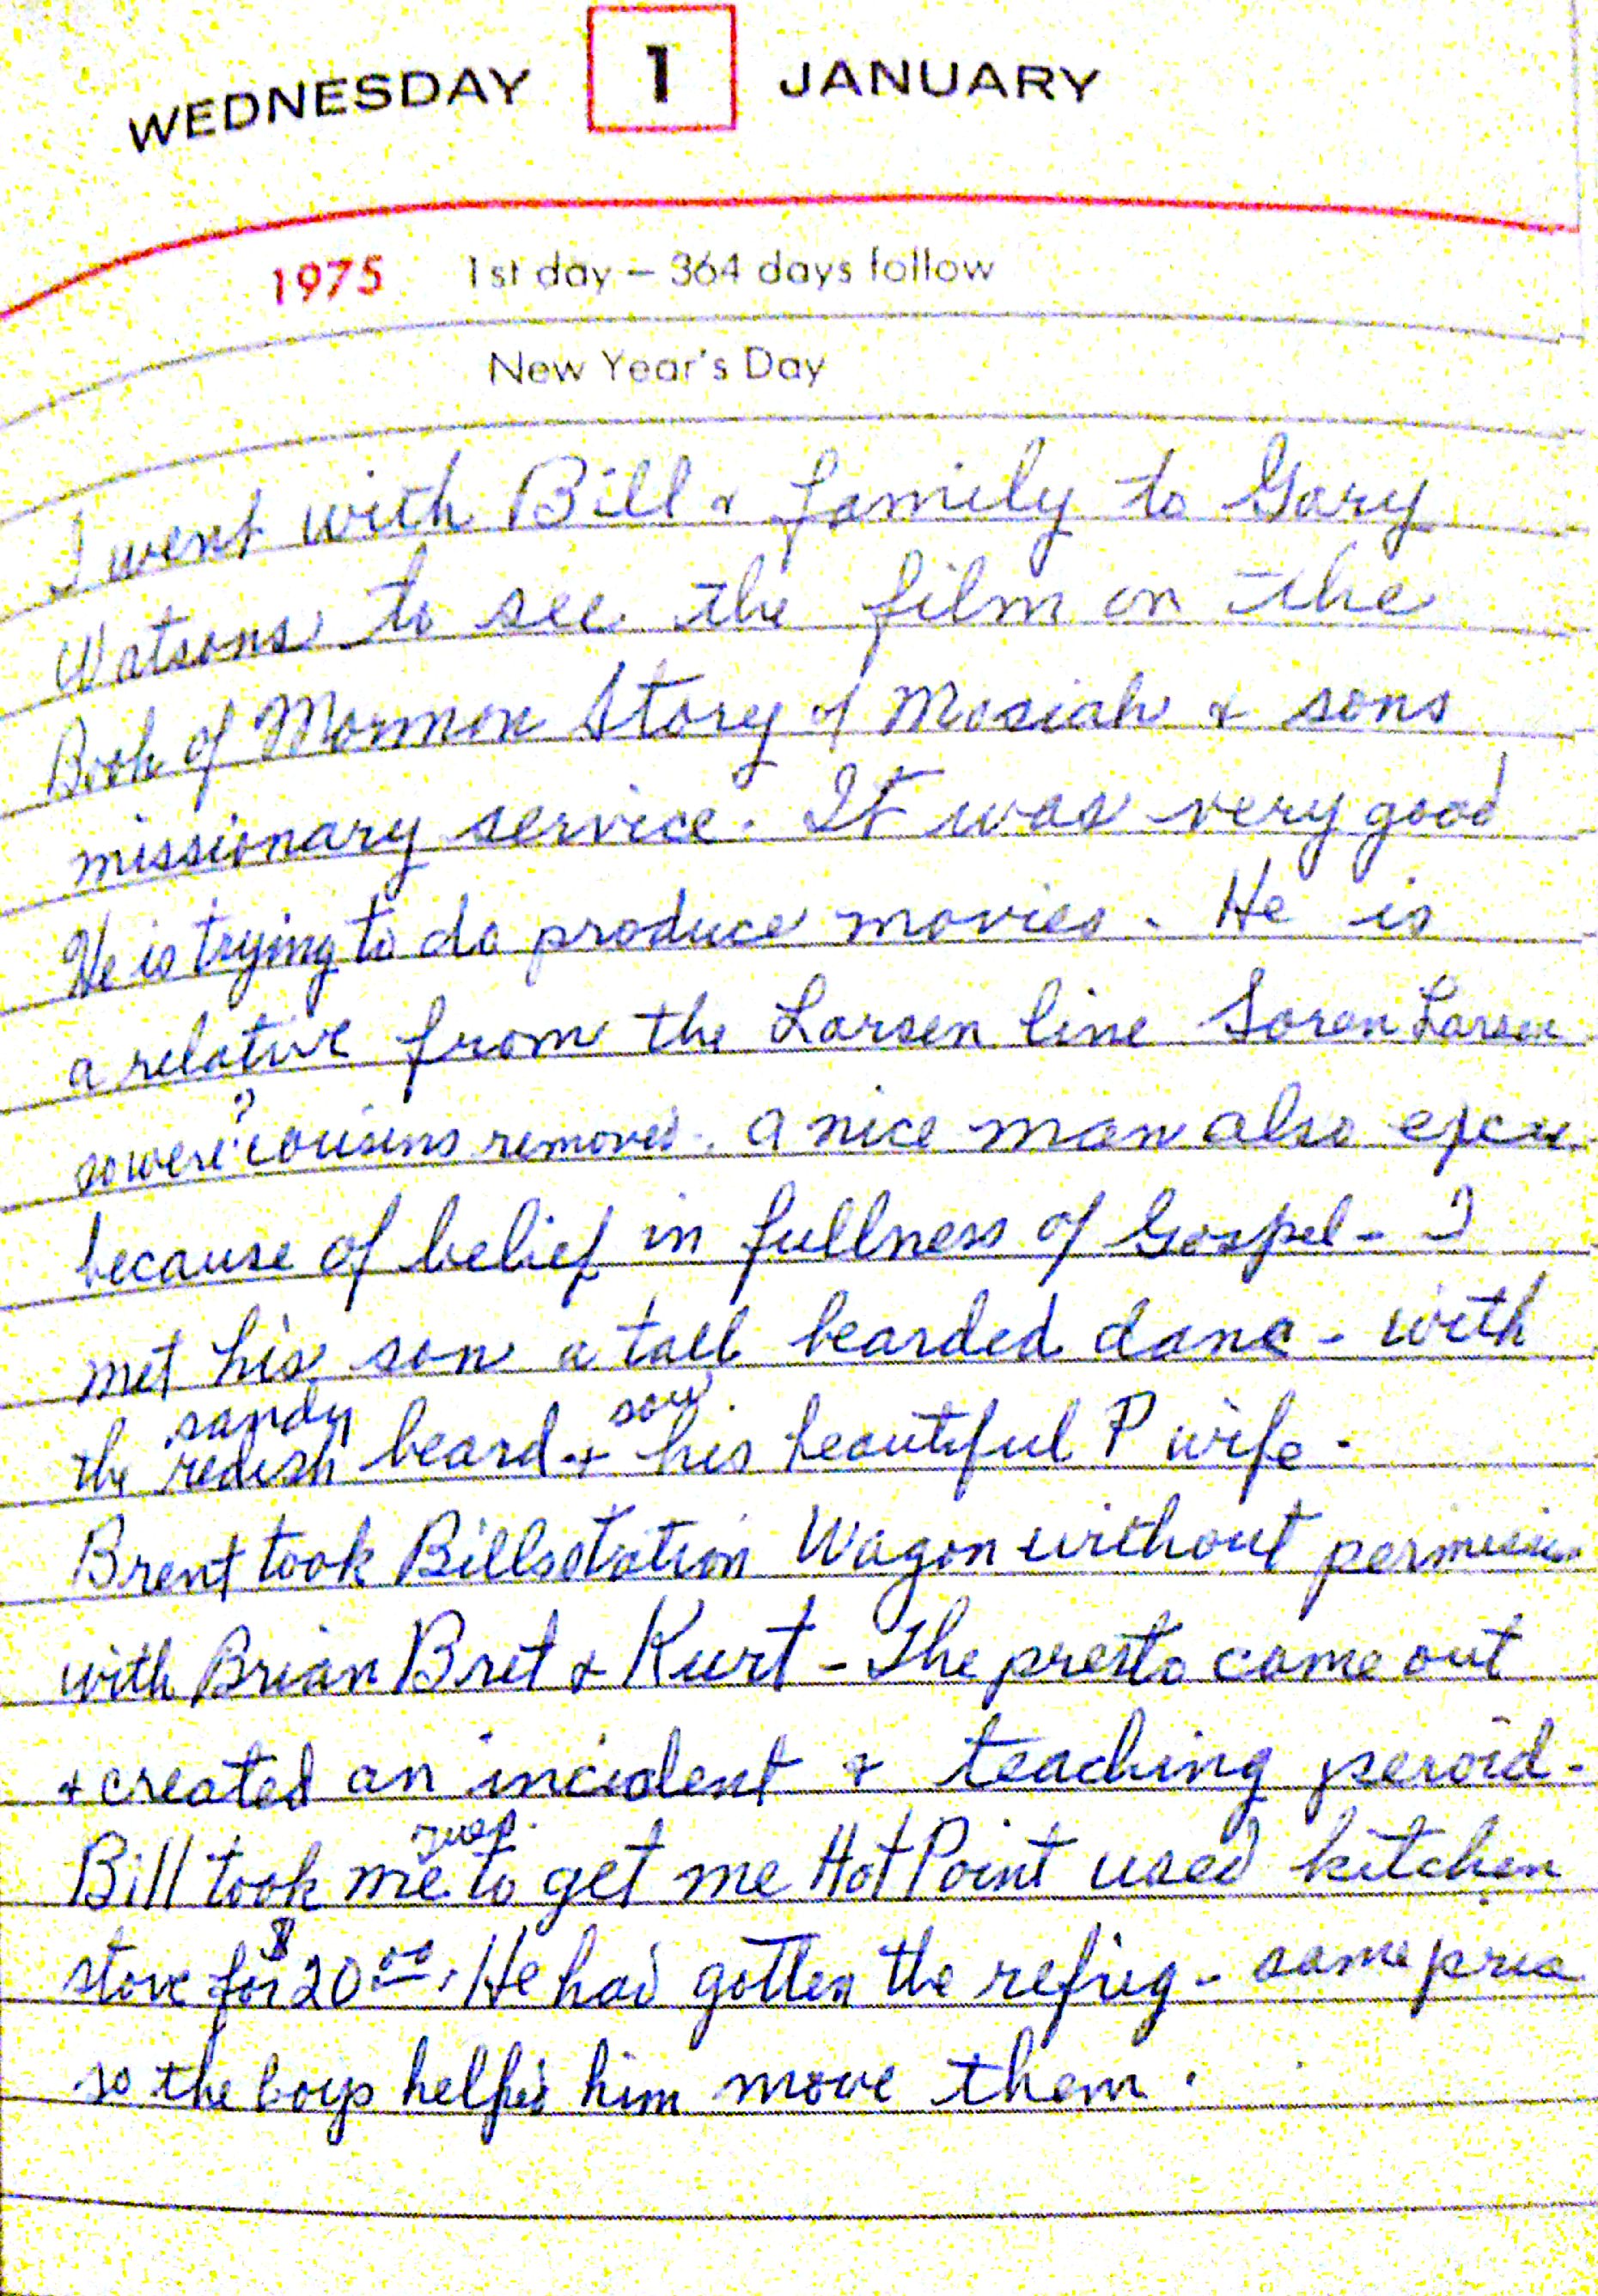 WEDNESDAY 1 JANUARY
1975 1st day – 364 days follow
New Year's Day
I went with Bill & family to Gary
Watsons to see the film on the
Book of Mormon Story of Mosiah & sons
missionary service. It was very good
He is trying to do produce movies. He is
a relative from the Larsen line Soren Larsen
?
so were cousins removed. a nice man also excu
because of belief in fullness of Gospel - I
met his son a tall bearded dane - with
sandy saw
the redish beard + his beautiful P wife.
Brent took Bills station Wagon without permission
with Brian Bret & Kurt - The presto came out
+ created an incident & teaching peroid -
Bill took me to get me Hot Point used kitchen
stove for $20.00. He had gotten the refrig - same price
so the boys helped him move them.